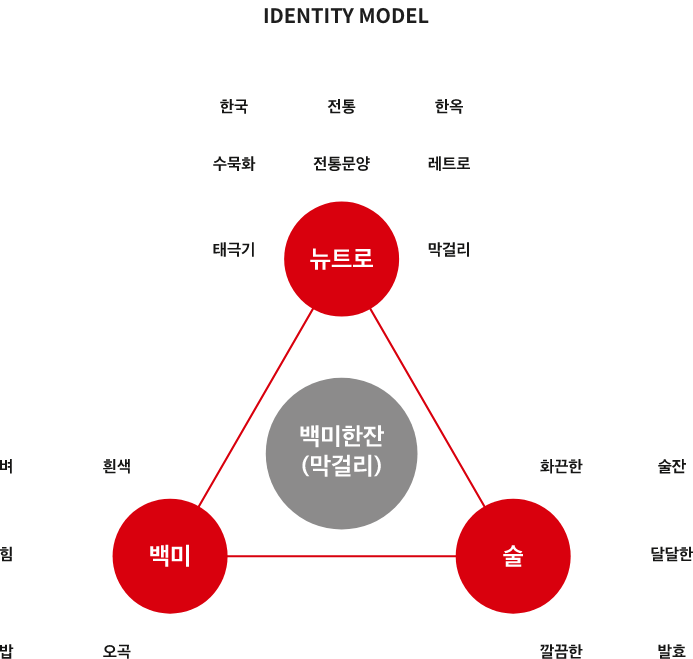 IDENTITY MODEL
한국 전통 한옥
수묵화 전통문양 레트로
태극기 뉴트로 막걸리
백미한잔
(막걸리)
벼 흰색 화끈한 술잔
힘 백미 술 달달한
밥 오곡 깔끔한 발효